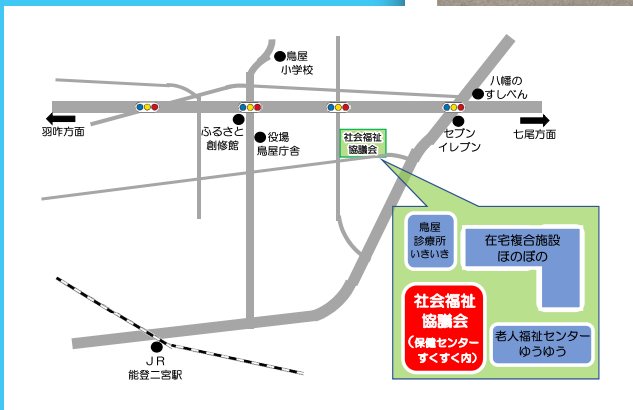 鳥屋
小学校
八幡の
すしべん
羽咋方面
ふるさと
創修館
役場
鳥屋庁舎
社会福祉
協議会
セブン
イレブン
七尾方面
鳥屋
診療所
いきいき
在宅複合施設
ほのぼの
社会福祉
協議会
(保健センター
すくすく内)
老人福祉センター
ゆうゆう
JR
能登二宮駅